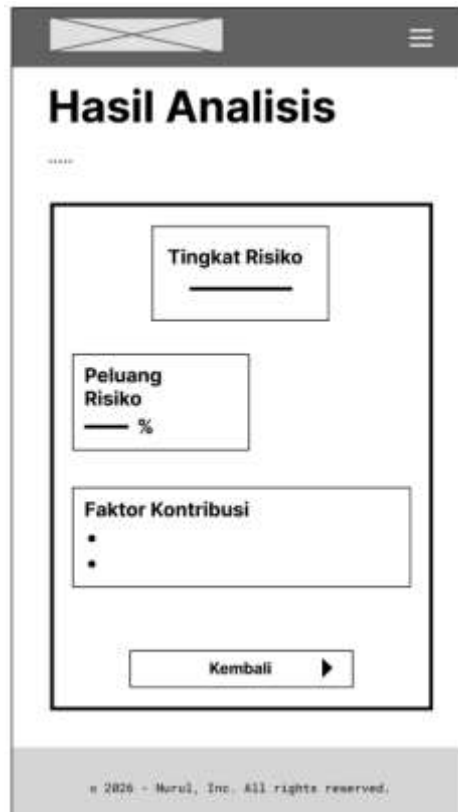 Hasil Analisis
.....
Tingkat Risiko
Peluang
Risiko
%
Faktor Kontribusi
•
•
Kembali
© 2026 - Nurul, Inc. All rights reserved.